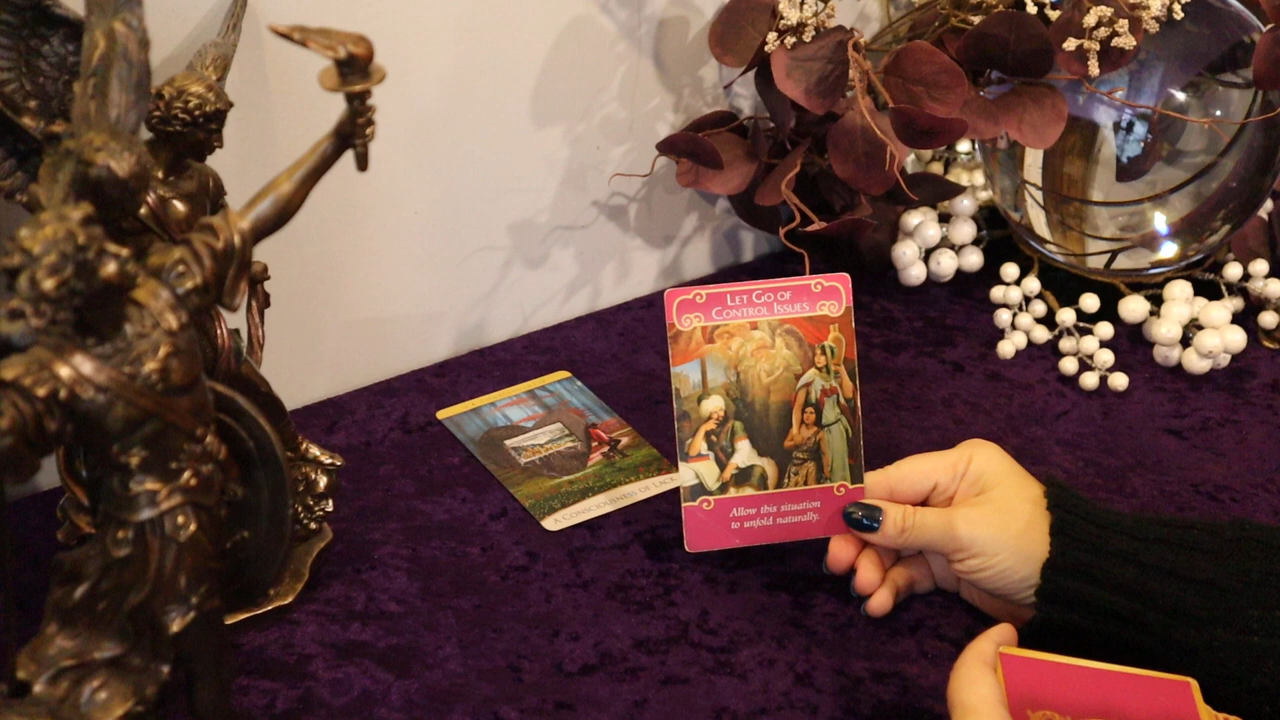 LET GO OF
CONTROL ISSUES
Allow this situation
to unfold naturally.
A CONSCIOUSNESS OF LACK